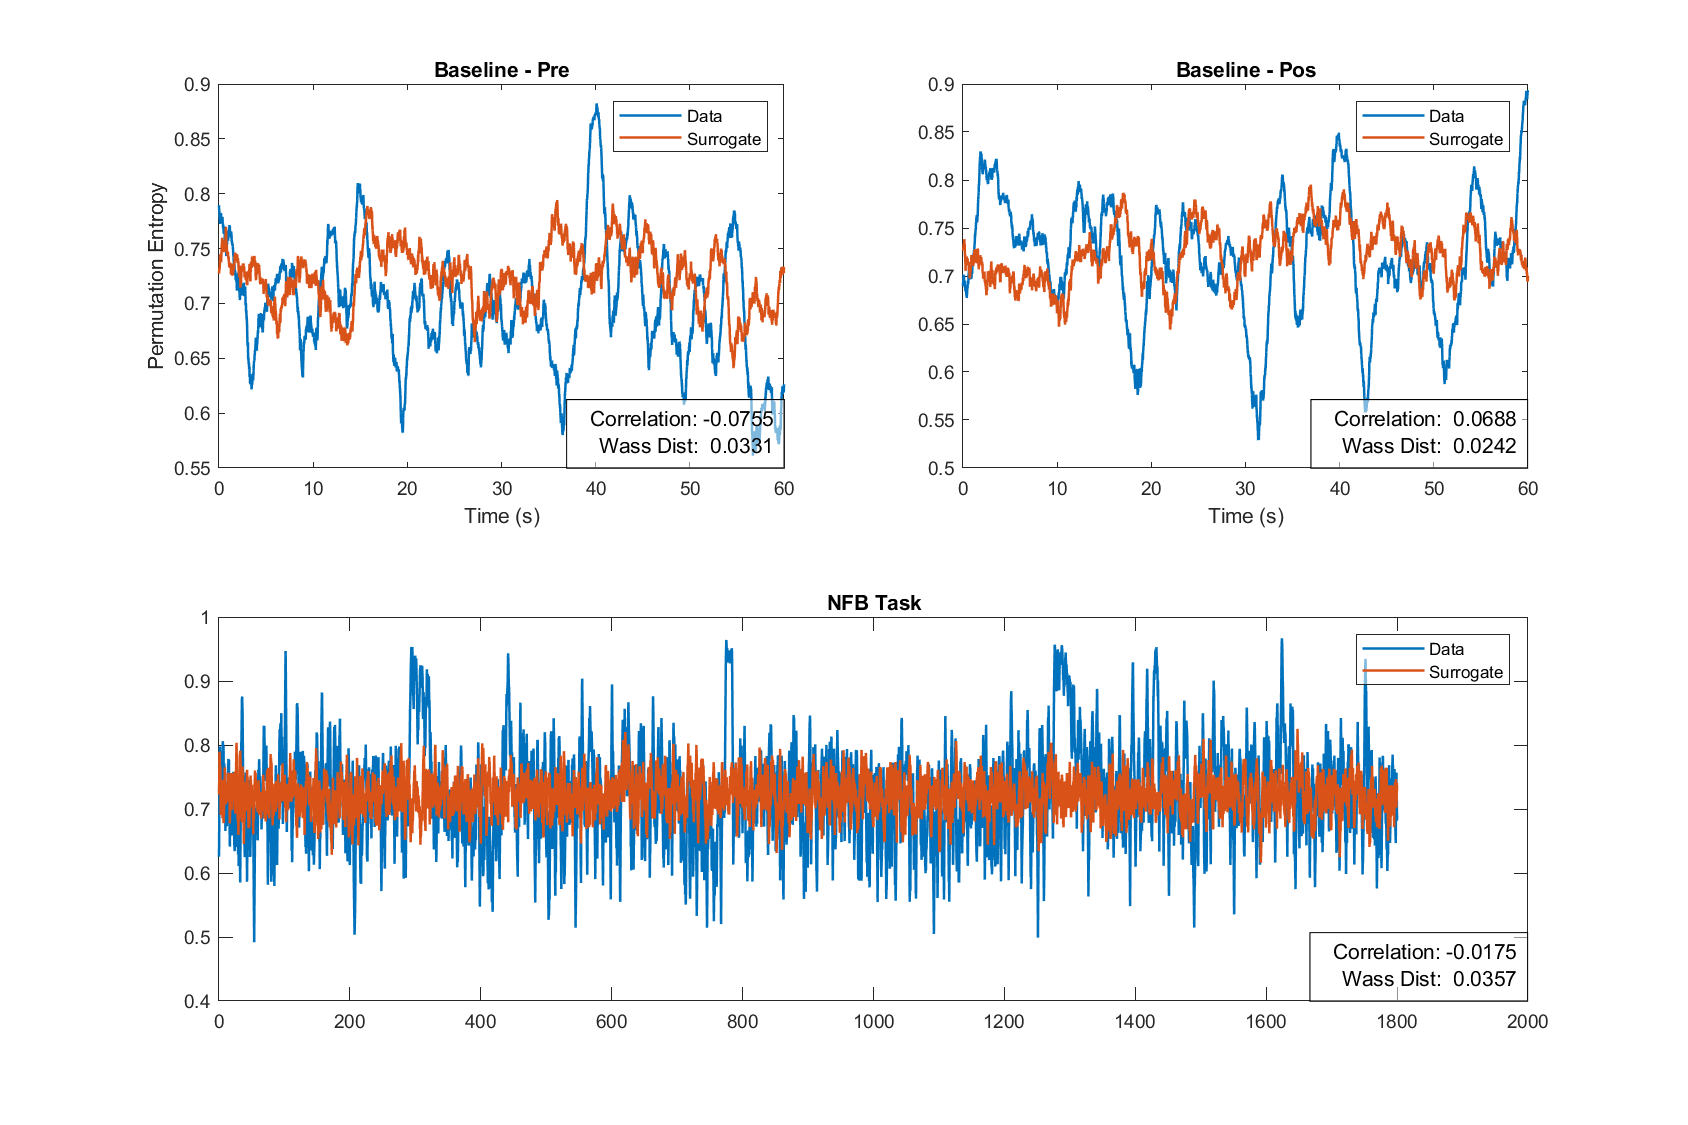 Baseline - Pre
0.9
0.85
0.8
0.75
0.7
0.65
0.6
0.55
Permutation Entropy
Data
Surrogate
Correlation: -0.0755
Wass Dist: 0.0331
0 10 20 30 40 50 60
Time (s)
Baseline - Pos
0.9
0.85
0.8
0.75
0.7
0.65
0.6
0.55
0.5
Data
Surrogate
Correlation: 0.0688
Wass Dist: 0.0242
0 10 20 30 40 50 60
Time (s)
NFB Task
1
0.9
0.8
0.7
0.6
0.5
0.4
Data
Surrogate
Correlation: -0.0175
Wass Dist: 0.0357
0 200 400 600 800 1000 1200 1400 1600 1800 2000